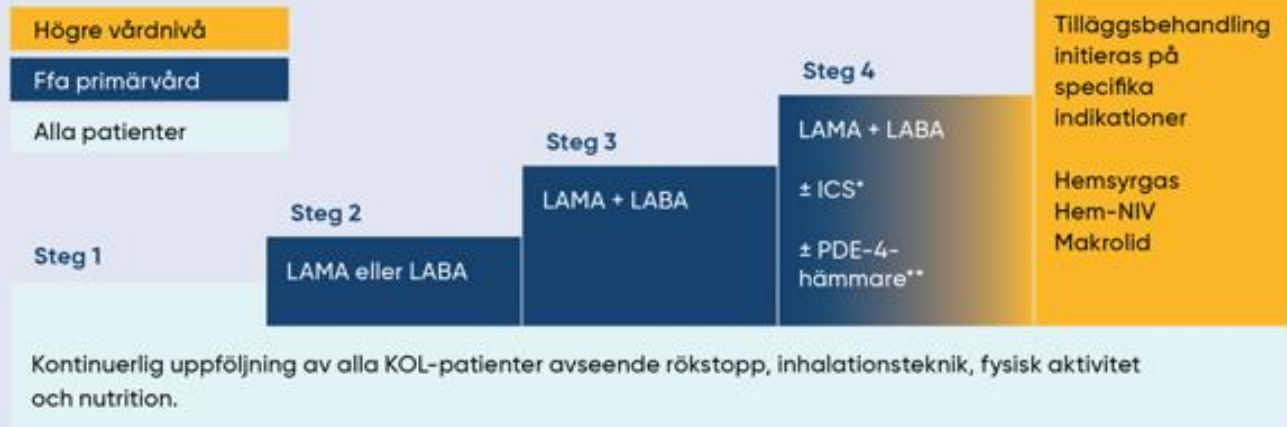 Högre vårdnivå
Ffa primärvård
Alla patienter
Steg 1
Steg 2
LAMA eller LABA
Steg 3
LAMA + LABA
Steg 4
LAMA + LABA
± ICS*
± PDE-4-
hämmare**
Tilläggsbehandling
initieras på
specifika
indikationer
Hemsyrgas
Hem-NIV
Makrolid
Kontinuerlig uppföljning av alla KOL-patienter avseende rökstopp, inhalationsteknik, fysisk aktivitet
och nutrition.